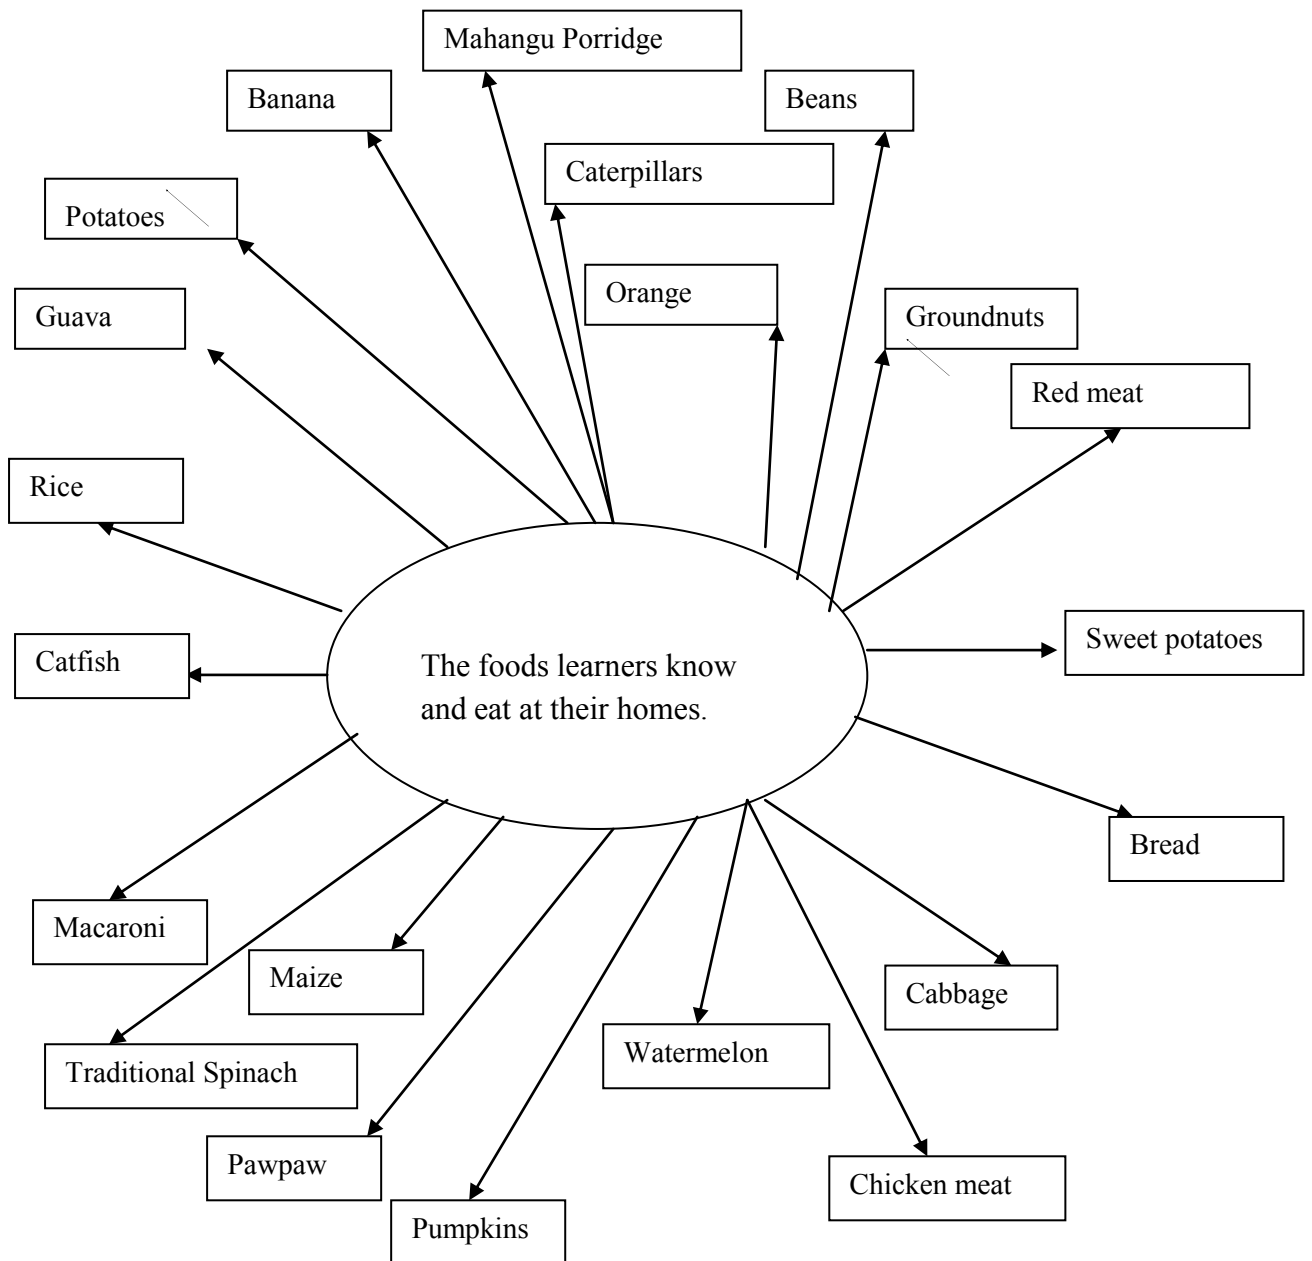 Mahangu Porridge
Banana
Beans
Caterpillars
Potatoes
Orange
Guava
Groundnuts
Red meat
Rice
Sweet potatoes
Catfish
The foods learners know
and eat at their homes.
Bread
Macaroni
Maize
Cabbage
Watermelon
Traditional Spinach
Pawpaw
Chicken meat
Pumpkins